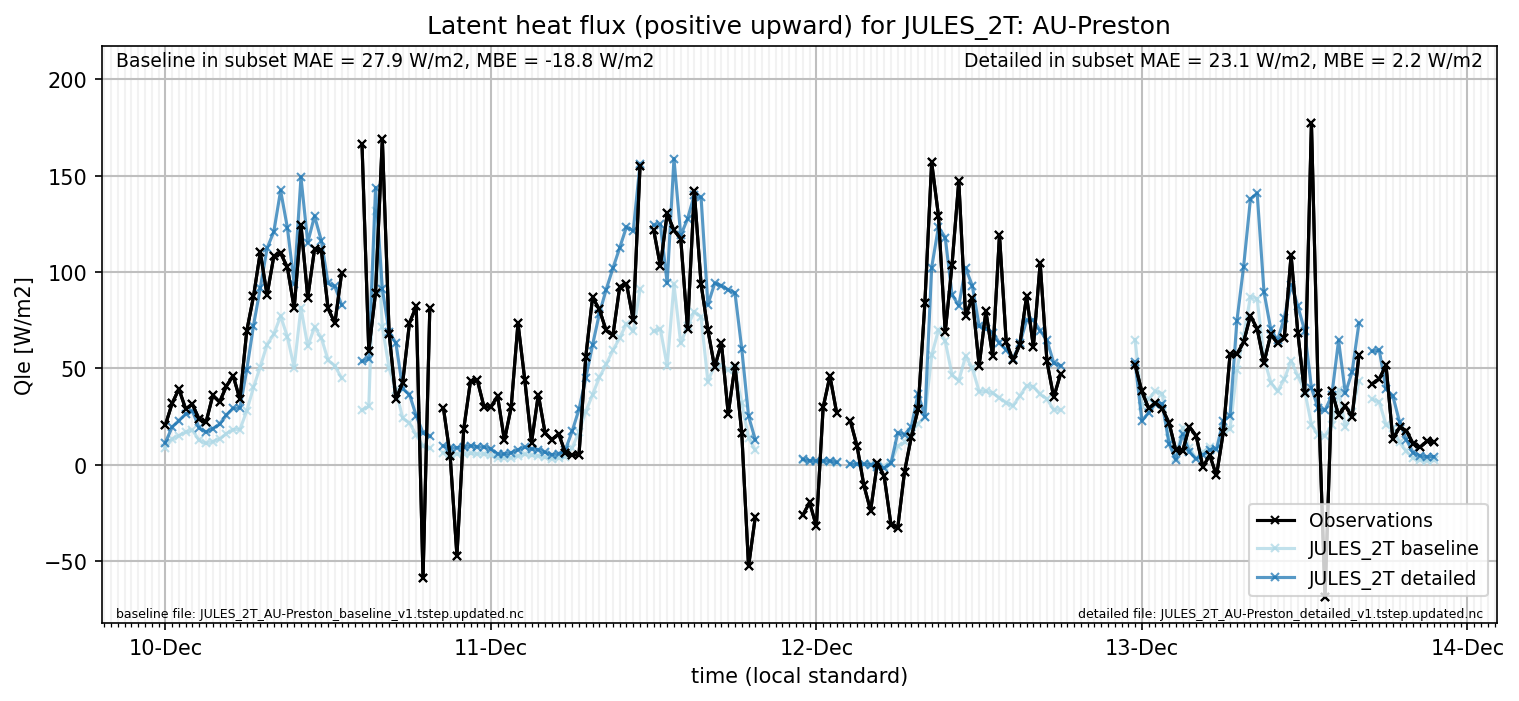 Latent heat flux (positive upward) for JULES_2T: AU-Preston
Baseline in subset MAE = 27.9 W/m2, MBE = -18.8 W/m2
Detailed in subset MAE = 23.1 W/m2, MBE = 2.2 W/m2
Qle [W/m2]
200
150
100
50
0
−50
Observations
JULES_2T baseline
JULES_2T detailed
baseline file: JULES_2T_AU-Preston_baseline_v1.tstep.updated.nc
detailed file: JULES_2T_AU-Preston_detailed_v1.tstep.updated.nc
10-Dec
11-Dec
12-Dec
13-Dec
14-Dec
time (local standard)